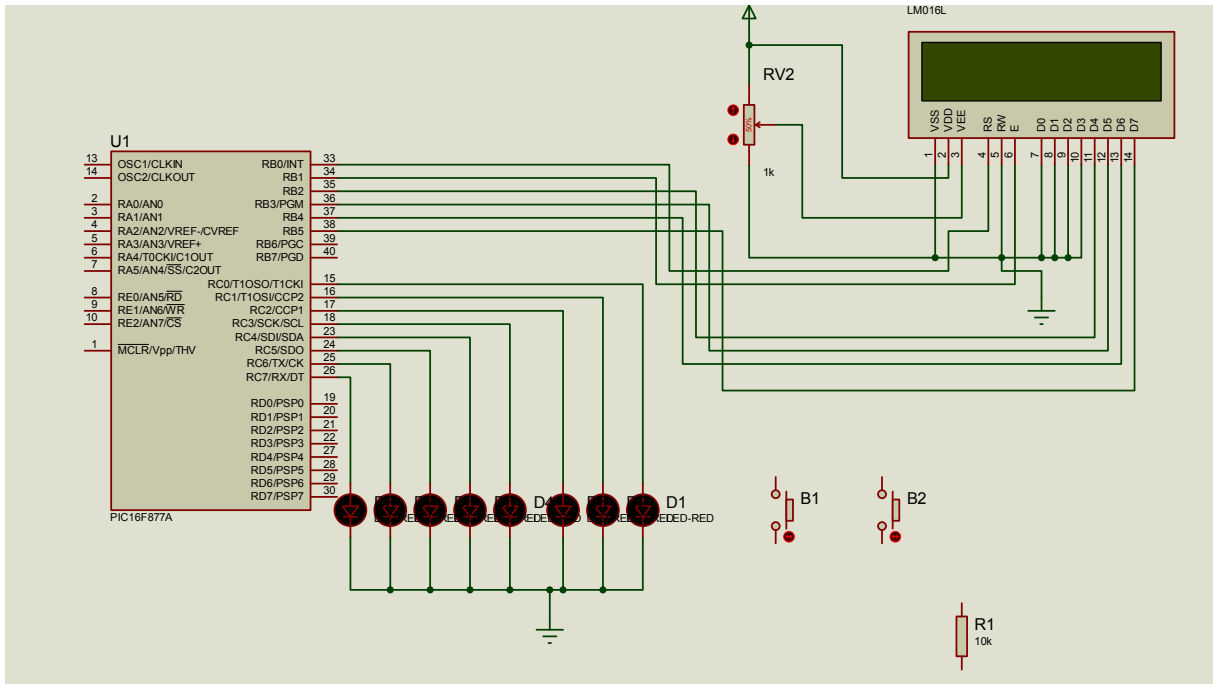 LM016L
RV2
50%
1k
VSS
VDD
VEE
RS
RW
E
D0
D1
D2
D3
D4
D5
D6
D7
1
2
3
4
5
6
7
8
9
10
11
12
13
14
U1
13 OSC1/CLKIN RB0/INT 33
14 OSC2/CLKOUT RB1 34
RB2 35
2 RA0/AN0 RB3/PGM 36
3 RA1/AN1 RB4 37
4 RA2/AN2/VREF-/CVREF RB5 38
5 RA3/AN3/VREF+ RB6/PGC 39
6 RA4/T0CKI/C1OUT RB7/PGD 40
7 RA5/AN4/SS/C2OUT
RC0/T1OSO/T1CKI 15
8 RE0/AN5/RD RC1/T1OSI/CCP2 16
9 RE1/AN6/WR RC2/CCP1 17
10 RE2/AN7/CS RC3/SCK/SCL 18
RC4/SDI/SDA 23
1 MCLR/Vpp/THV RC5/SDO 24
RC6/TX/CK 25
RC7/RX/DT 26
RD0/PSP0 19
RD1/PSP1 20
RD2/PSP2 21
RD3/PSP3 22
RD4/PSP4 27
RD5/PSP5 28
RD6/PSP6 29
RD7/PSP7 30
PIC16F877A
D1
LED-RED
B1
B2
R1
10k